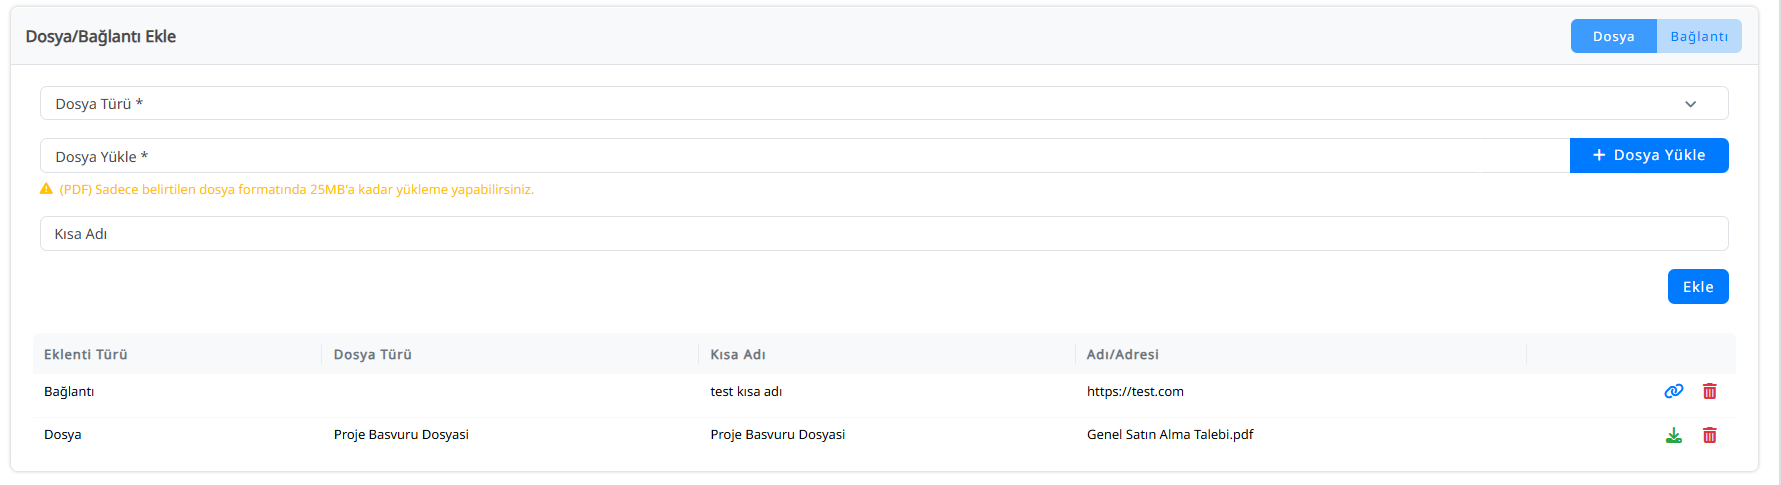 Dosya/Bağlantı Ekle
Dosya Bağlantı
Dosya Türü *
Dosya Yükle *
+ Dosya Yükle
(PDF) Sadece belirtilen dosya formatında 25MB'a kadar yükleme yapabilirsiniz.
Kısa Adı
Ekle
Eklenti Türü Dosya Türü Kısa Adı Adı/Adresi
Bağlantı test kısa adı https://test.com
Dosya Proje Basvuru Dosyasi Proje Basvuru Dosyasi Genel Satın Alma Talebi.pdf